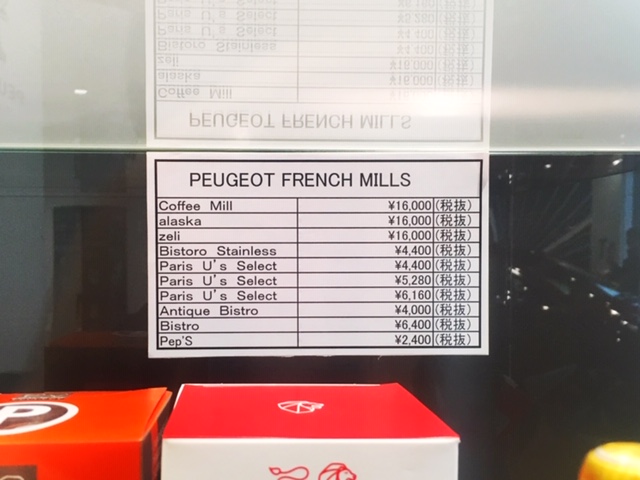 PEUGEOT FRENCH MILLS
Coffee Mill ¥16,000(税抜)
alaska ¥16,000(税抜)
zeli ¥16,000(税抜)
Bistoro Stainless ¥4,400(税抜)
Paris U's Select ¥4,400(税抜)
Paris U's Select ¥5,280(税抜)
Paris U's Select ¥6,160(税抜)
Antique Bistro ¥4,000(税抜)
Bistro ¥6,400(税抜)
Pep'S ¥2,400(税抜)
P